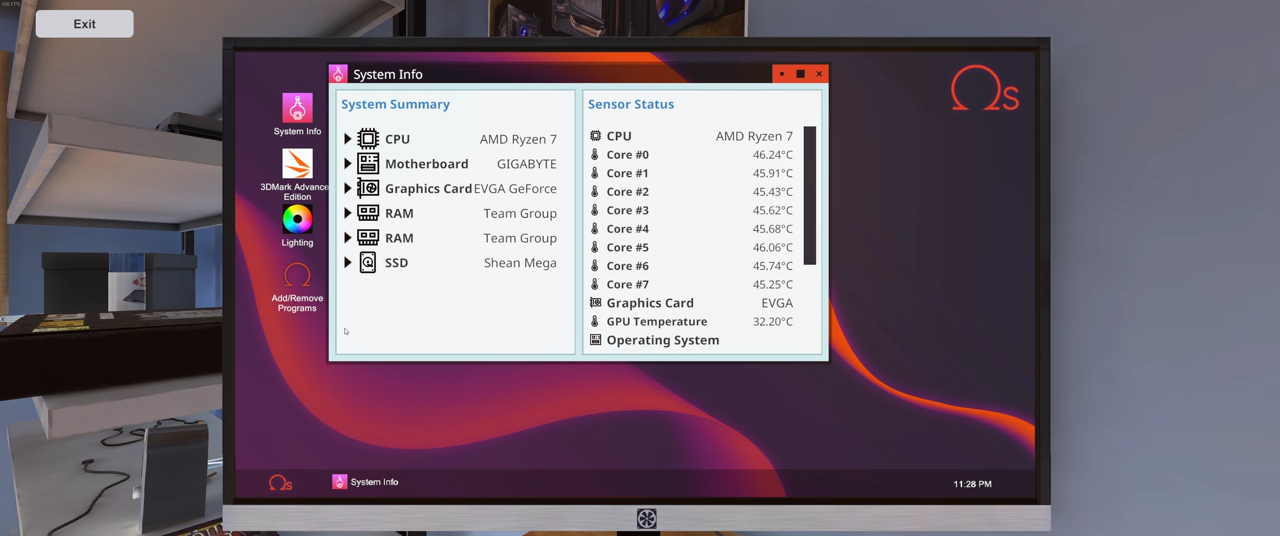 108 FPS
Exit
System Info
System Summary
CPU AMD Ryzen 7
Motherboard GIGABYTE
Graphics Card EVGA GeForce
RAM Team Group
RAM Team Group
SSD Shean Mega
Sensor Status
CPU AMD Ryzen 7
Core #0 46.24°C
Core #1 45.91°C
Core #2 45.43°C
Core #3 45.62°C
Core #4 45.68°C
Core #5 46.06°C
Core #6 45.74°C
Core #7 45.25°C
Graphics Card EVGA
GPU Temperature 32.20°C
Operating System
System Info
3DMark Advance
Edition
Lighting
Add/Remove
Programs
Ωs
Ωs
System Info
11:28 PM